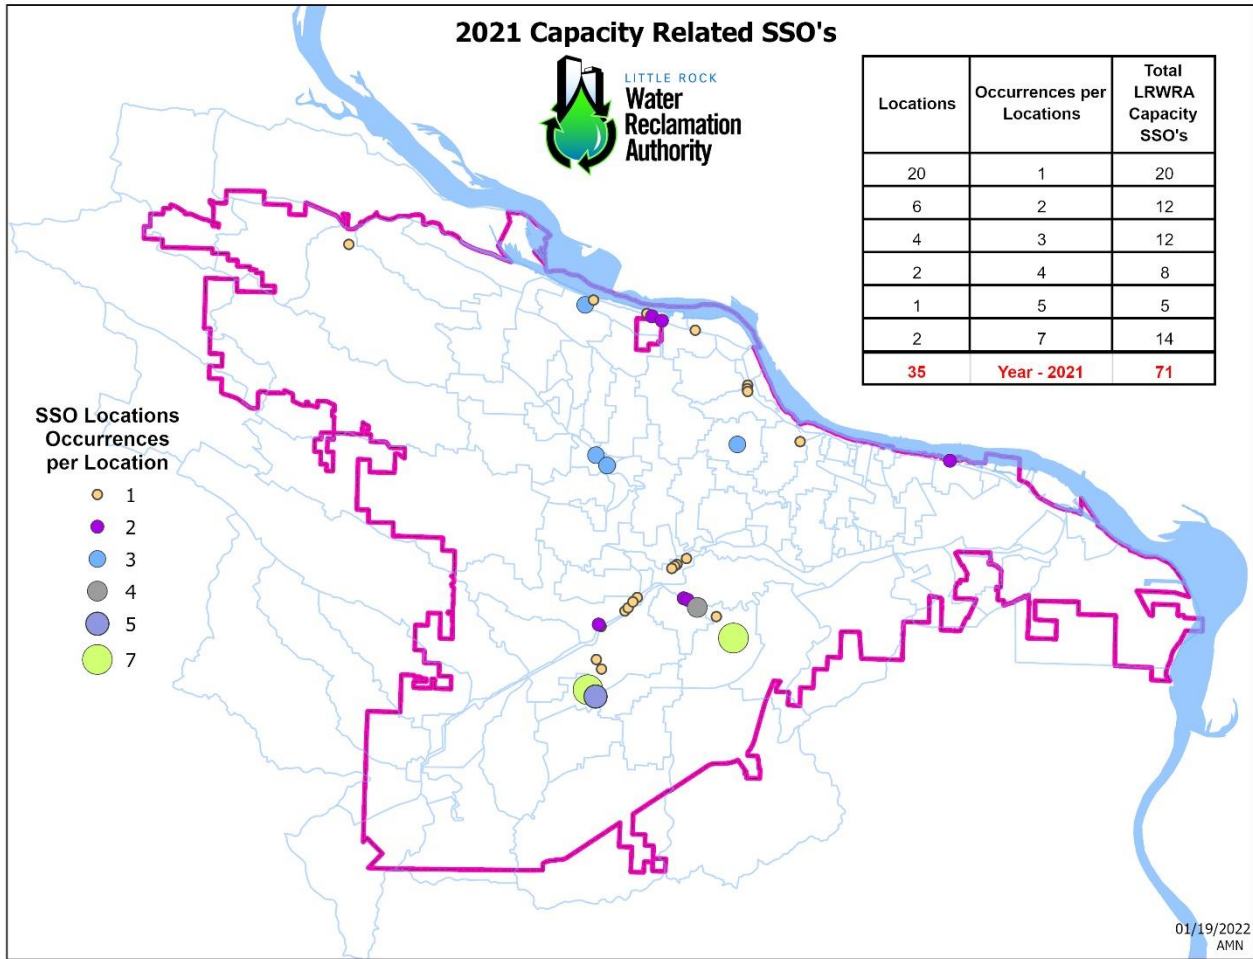 2021 Capacity Related SSO's
LITTLE ROCK
Water
Reclamation
Authority
Locations
Occurrences per
Locations
Total
LRWRA
Capacity
SSO's
20 1 20
6 2 12
4 3 12
2 4 8
1 5 5
2 7 14
35 Year - 2021 71
SSO Locations
Occurrences
per Location
1
2
3
4
5
7
01/19/2022
AMN